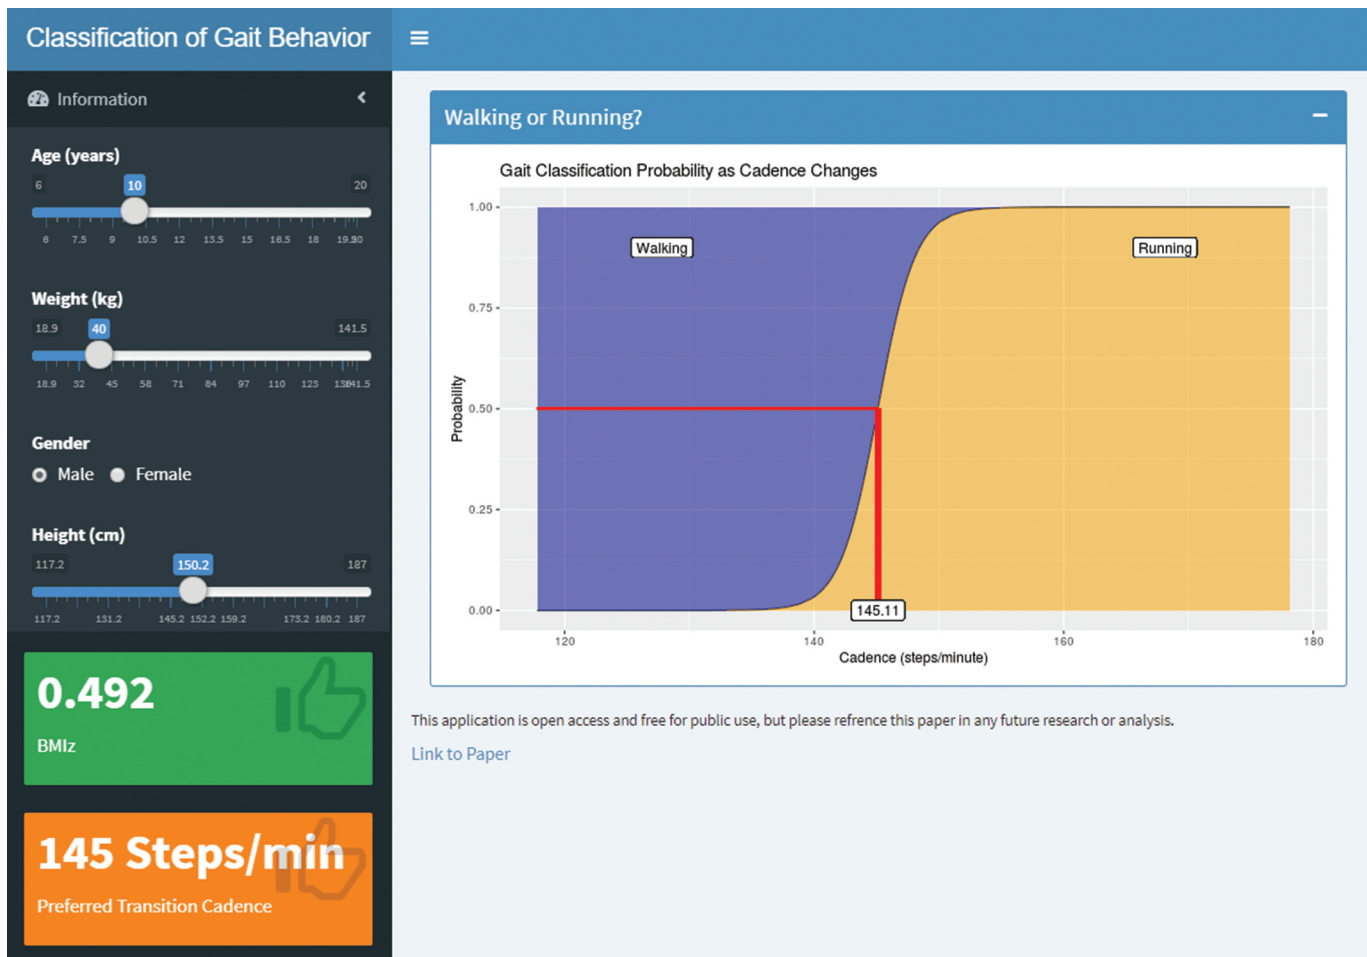 Classification of Gait Behavior
Information
Age (years)
6 10 20
6 7.5 9 10.5 12 13.5 15 16.5 18 19.5 20
Weight (kg)
18.9 40 141.5
18.9 32 45 58 71 84 97 110 123 136 141.5
Gender
Male Female
Height (cm)
117.2 150.2 187
117.2 131.2 145.2 152.2 159.2 173.2 180.2 187
0.492
BMIz
145 Steps/min
Preferred Transition Cadence
Walking or Running?
Gait Classification Probability as Cadence Changes
1.00
Walking Running
0.75
Probability
0.50
0.25
0.00
145.11
120 140 160 180
Cadence (steps/minute)
This application is open access and free for public use, but please refrence this paper in any future research or analysis.
Link to Paper